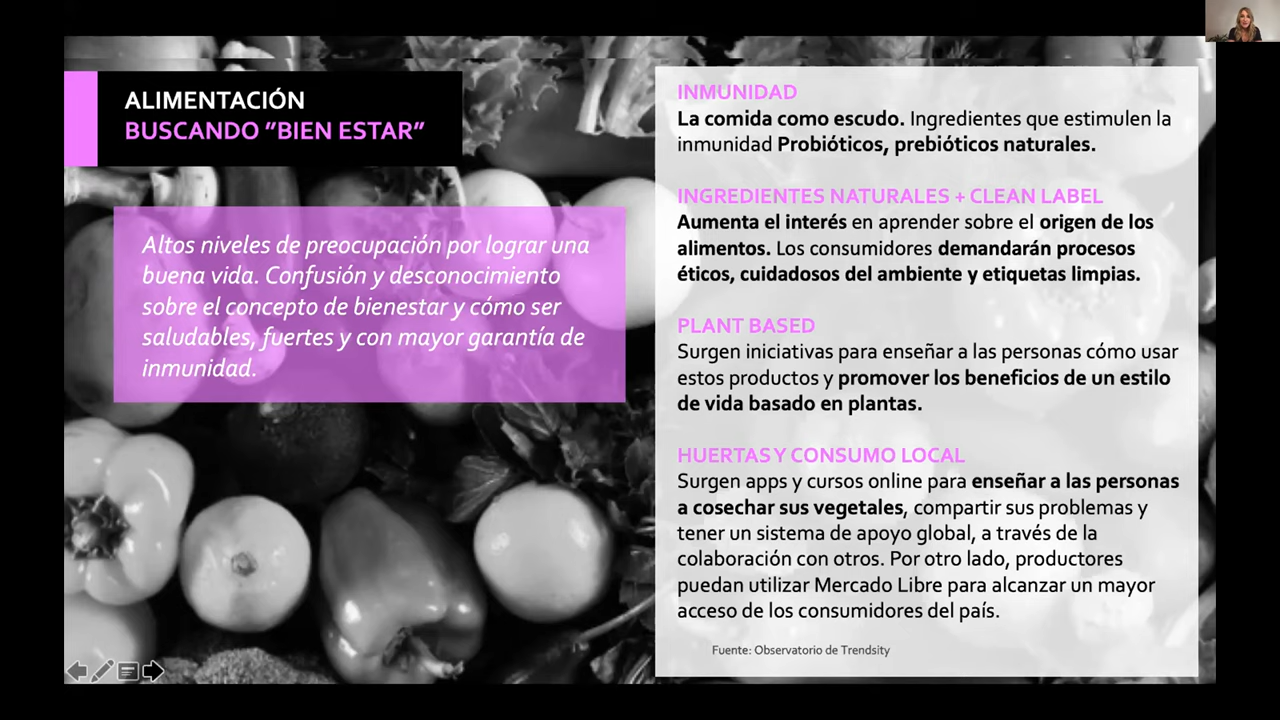 ALIMENTACIÓN
BUSCANDO "BIEN ESTAR"
Altos niveles de preocupación por lograr una
buena vida. Confusión y desconocimiento
sobre el concepto de bienestar y cómo ser
saludables, fuertes y con mayor garantía de
inmunidad.
INMUNIDAD
La comida como escudo. Ingredientes que estimulen la
inmunidad Probióticos, prebióticos naturales.
INGREDIENTES NATURALES + CLEAN LABEL
Aumenta el interés en aprender sobre el origen de los
alimentos. Los consumidores demandarán procesos
éticos, cuidadosos del ambiente y etiquetas limpias.
PLANT BASED
Surgen iniciativas para enseñar a las personas cómo usar
estos productos y promover los beneficios de un estilo
de vida basado en plantas.
HUERTAS Y CONSUMO LOCAL
Surgen apps y cursos online para enseñar a las personas
a cosechar sus vegetales, compartir sus problemas y
tener un sistema de apoyo global, a través de la
colaboración con otros. Por otro lado, productores
puedan utilizar Mercado Libre para alcanzar un mayor
acceso de los consumidores del país.
Fuente: Observatorio de Trendsity